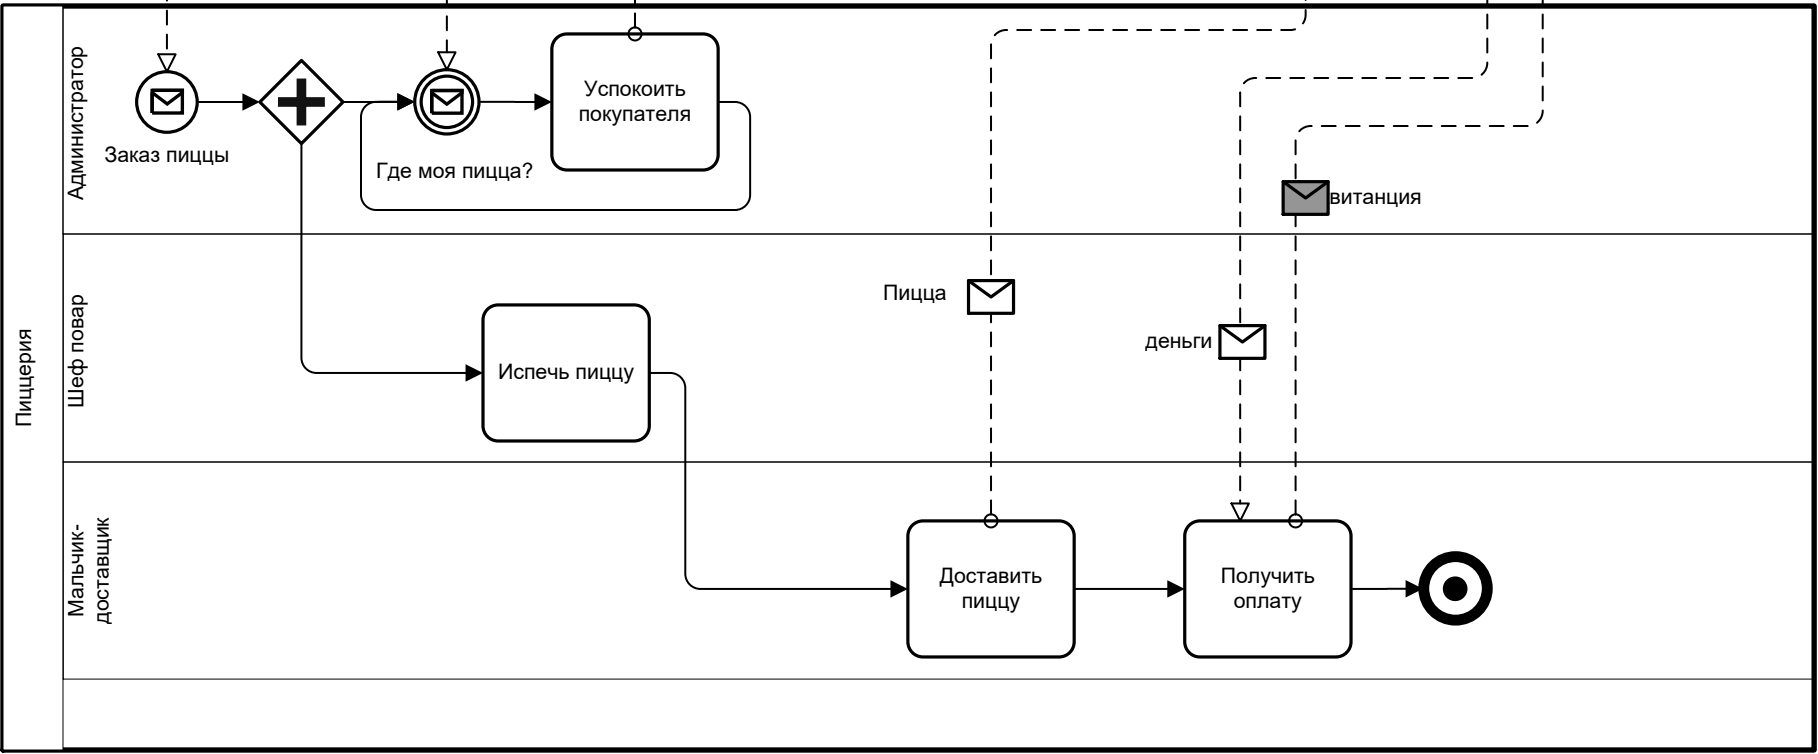 Пиццерия
Администратор
Заказ пиццы
Где моя пицца?
Успокоить
покупателя
витанция
Шеф повар
Испечь пиццу
Пицца
деньги
Мальчик-
доставщик
Доставить
пиццу
Получить
оплату